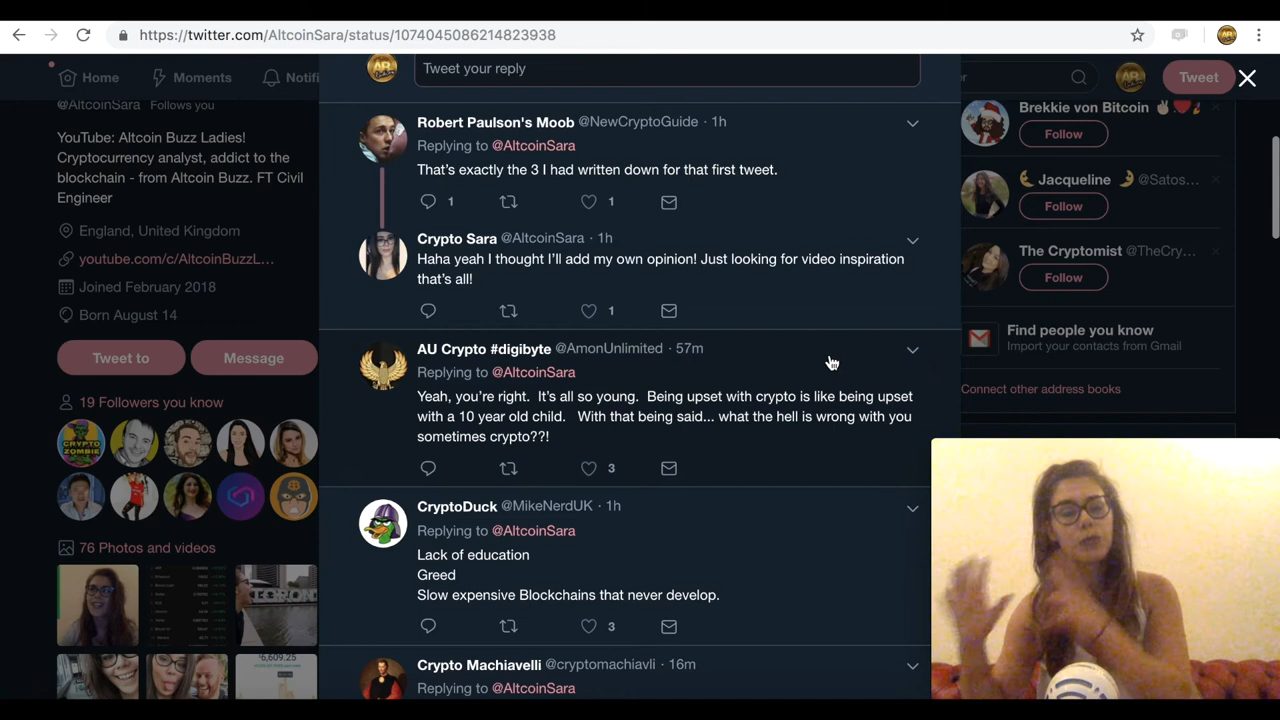 https://twitter.com/AltcoinSara/status/1074045086214823938
Home
Moments
Notifi
Tweet your reply
er
Tweet
@AltcoinSara Follows you
YouTube: Altcoin Buzz Ladies!
Cryptocurrency analyst, addict to the
blockchain - from Altcoin Buzz. FT Civil
Engineer
England, United Kingdom
youtube.com/c/AltcoinBuzzL...
Joined February 2018
Born August 14
Tweet to
Message
19 Followers you know
CRYPTO ZOMBIE
76 Photos and videos
6,609.25
Robert Paulson's Moob @NewCryptoGuide · 1h
Replying to @AltcoinSara
That's exactly the 3 I had written down for that first tweet.
1
1
Crypto Sara @AltcoinSara · 1h
Haha yeah I thought I'll add my own opinion! Just looking for video inspiration
that's all!
1
AU Crypto #digibyte @AmonUnlimited · 57m
Replying to @AltcoinSara
Yeah, you're right. It's all so young. Being upset with crypto is like being upset
with a 10 year old child. With that being said... what the hell is wrong with you
sometimes crypto??!
3
CryptoDuck @MikeNerdUK · 1h
Replying to @AltcoinSara
Lack of education
Greed
Slow expensive Blockchains that never develop.
3
Crypto Machiavelli @cryptomachiavli · 16m
Replying to @AltcoinSara
Brekkie von Bitcoin
Follow
Jacqueline @Satos...
Follow
The Cryptomist @TheCry...
Follow
Find people you know
Import your contacts from Gmail
Connect other address books